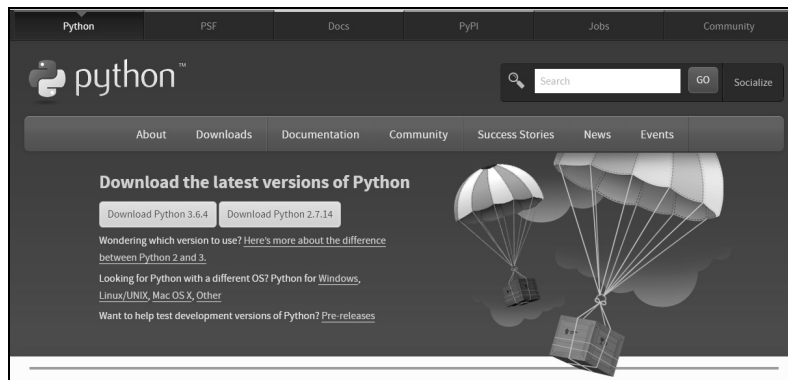 Python PSF Docs PyPI Jobs Community
python™
Search GO Socialize
About Downloads Documentation Community Success Stories News Events
Download the latest versions of Python
Download Python 3.6.4 Download Python 2.7.14
Wondering which version to use? Here's more about the difference
between Python 2 and 3.
Looking for Python with a different OS? Python for Windows,
Linux/UNIX, Mac OS X, Other
Want to help test development versions of Python? Pre-releases